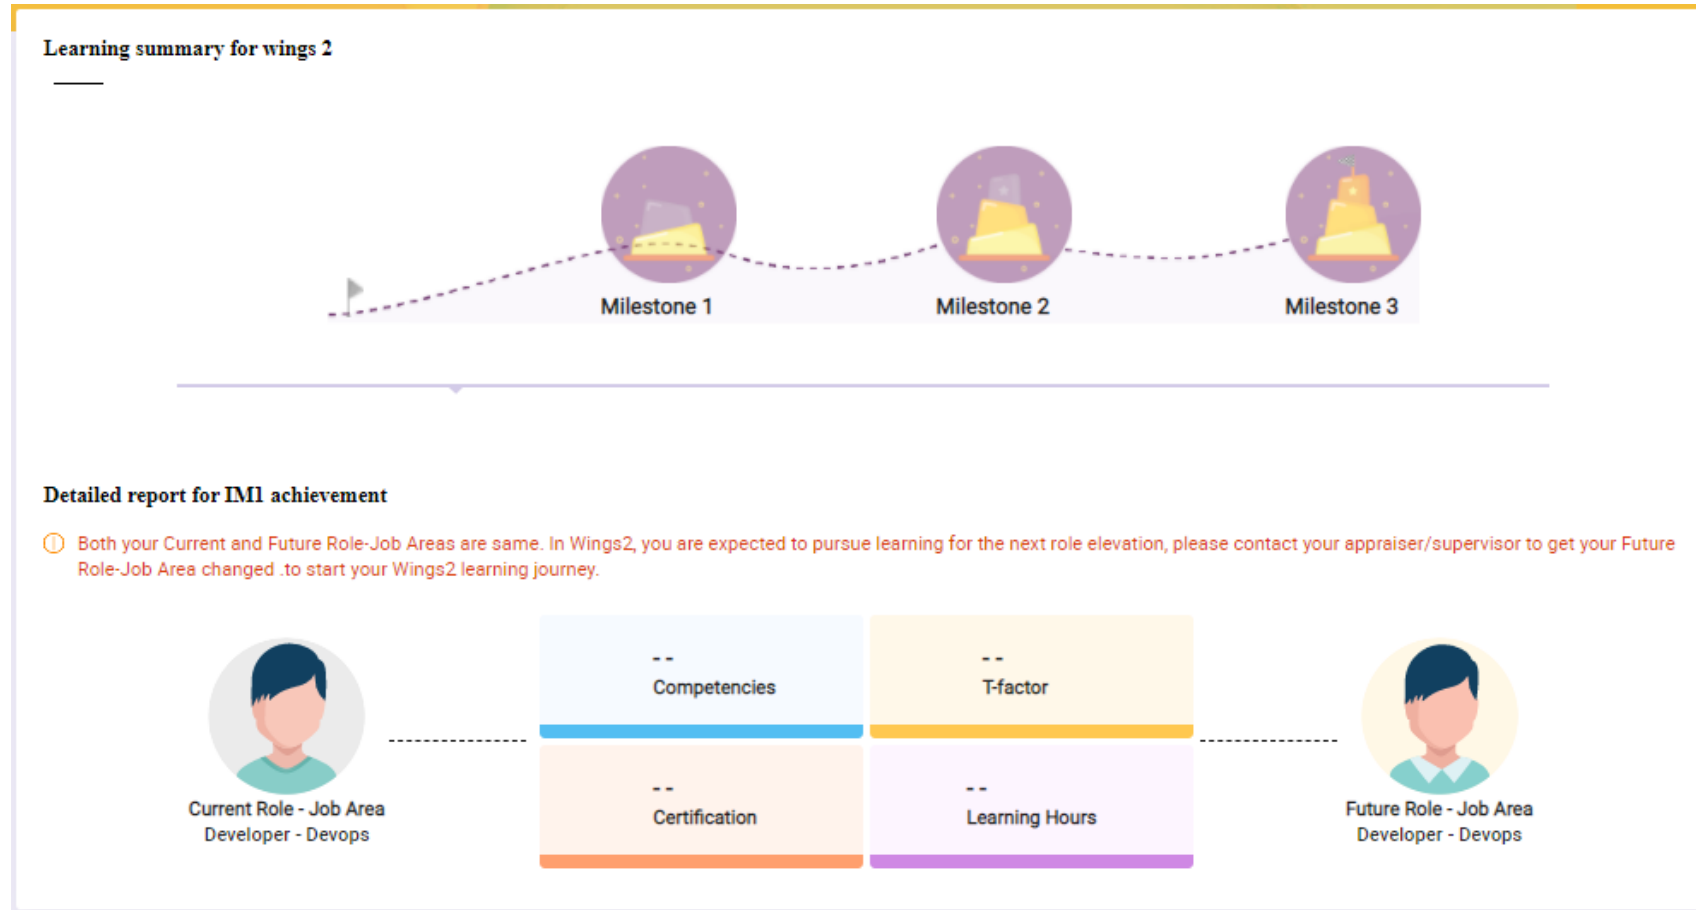 Learning summary for wings 2
Milestone 1
Milestone 2
Milestone 3
Detailed report for IM1 achievement
Both your Current and Future Role-Job Areas are same. In Wings2, you are expected to pursue learning for the next role elevation, please contact your appraiser/supervisor to get your Future
Role-Job Area changed .to start your Wings2 learning journey.
- -
Competencies
- -
T-factor
- -
Certification
- -
Learning Hours
Current Role - Job Area
Developer - Devops
Future Role - Job Area
Developer - Devops